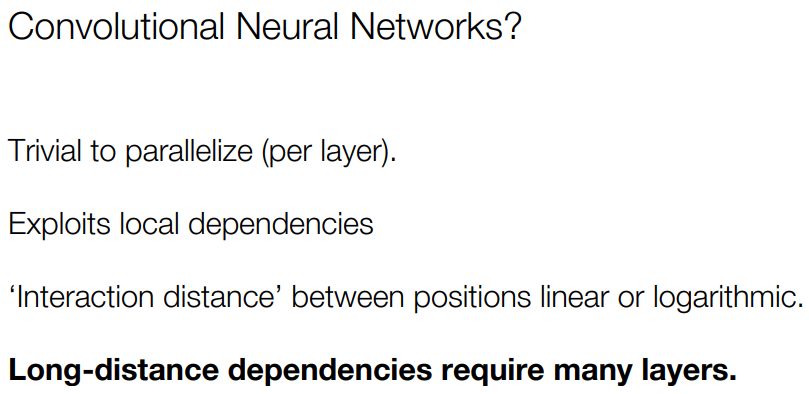 Convolutional Neural Networks?
Trivial to parallelize (per layer).
Exploits local dependencies
‘Interaction distance’ between positions linear or logarithmic.
Long-distance dependencies require many layers.